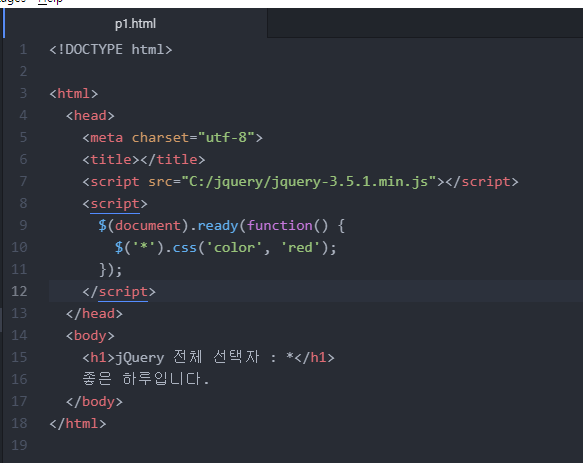 Help
p1.html
1 <!DOCTYPE html>
2
3 <html>
4 <head>
5 <meta charset="utf-8">
6 <title></title>
7 <script src="C:/jquery/jquery-3.5.1.min.js"></script>
8 <script>
9 $(document).ready(function() {
10 $('*').css('color', 'red');
11 });
12 </script>
13 </head>
14 <body>
15 <h1>jQuery 전체 선택자 : *</h1>
16 좋은 하루입니다.
17 </body>
18 </html>
19